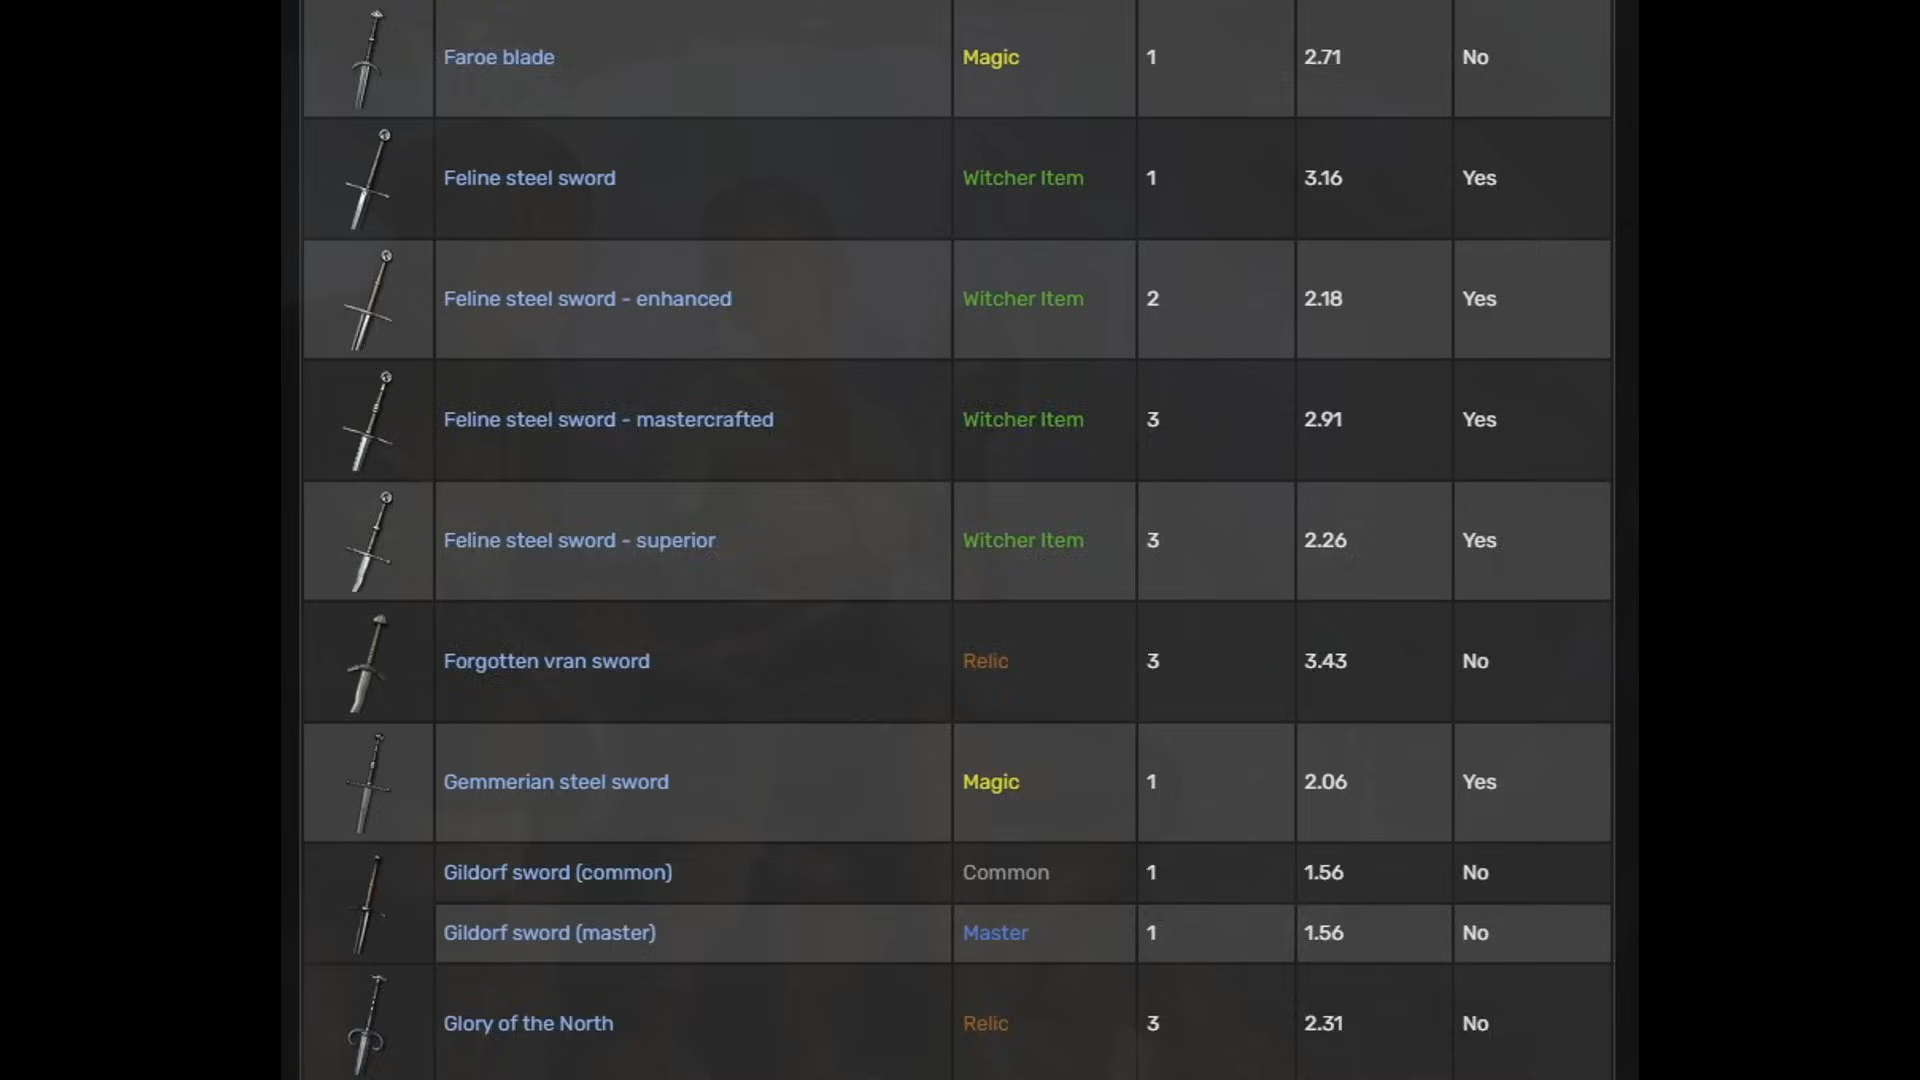 Faroe blade Magic 1 2.71 No
Feline steel sword Witcher Item 1 3.16 Yes
Feline steel sword - enhanced Witcher Item 2 2.18 Yes
Feline steel sword - mastercrafted Witcher Item 3 2.91 Yes
Feline steel sword - superior Witcher Item 3 2.26 Yes
Forgotten vran sword Relic 3 3.43 No
Gemmerian steel sword Magic 1 2.06 Yes
Gildorf sword (common) Common 1 1.56 No
Gildorf sword (master) Master 1 1.56 No
Glory of the North Relic 3 2.31 No